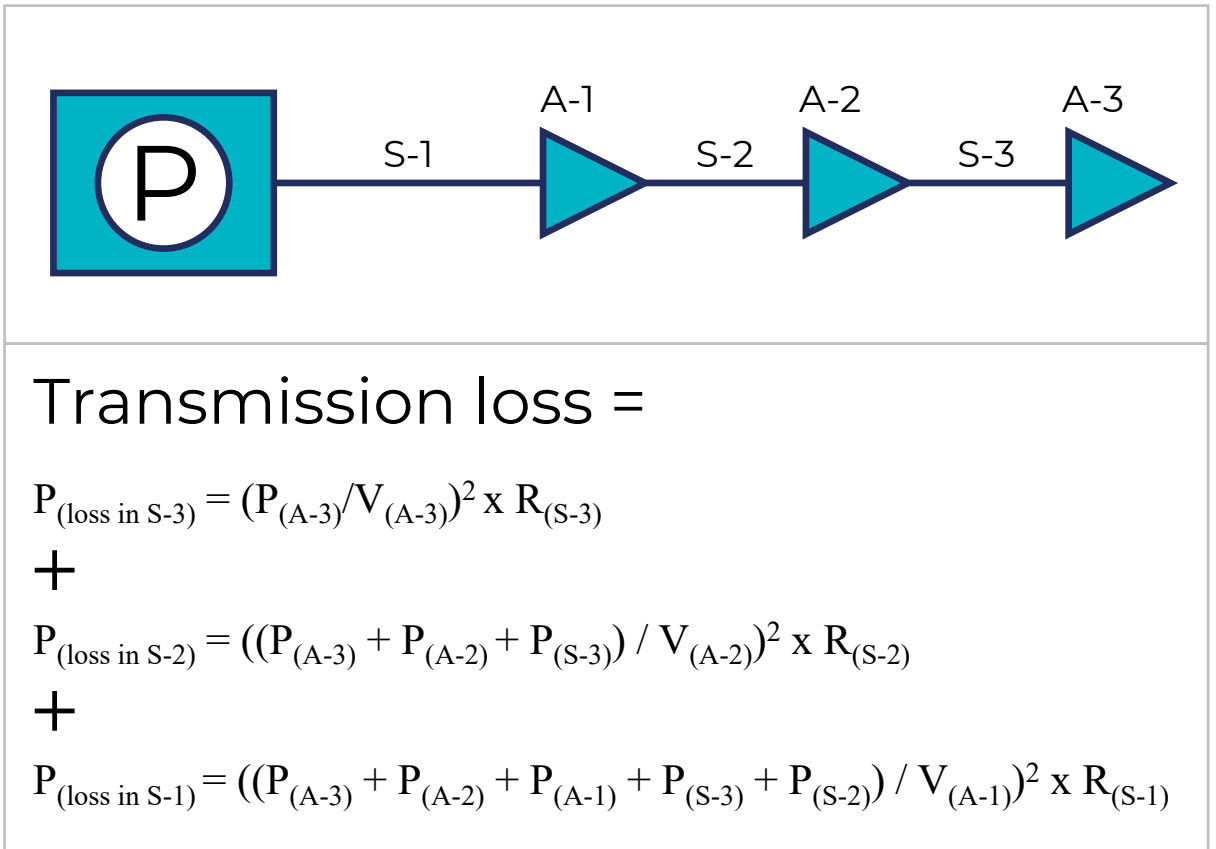 A-1 A-2 A-3
P S-1 S-2 S-3
Transmission loss =
P(loss in S-3) = (P(A-3)/V(A-3))² x R(S-3)
+
P(loss in S-2) = ((P(A-3) + P(A-2) + P(S-3)) / V(A-2))² x R(S-2)
+
P(loss in S-1) = ((P(A-3) + P(A-2) + P(A-1) + P(S-3) + P(S-2)) / V(A-1))² x R(S-1)